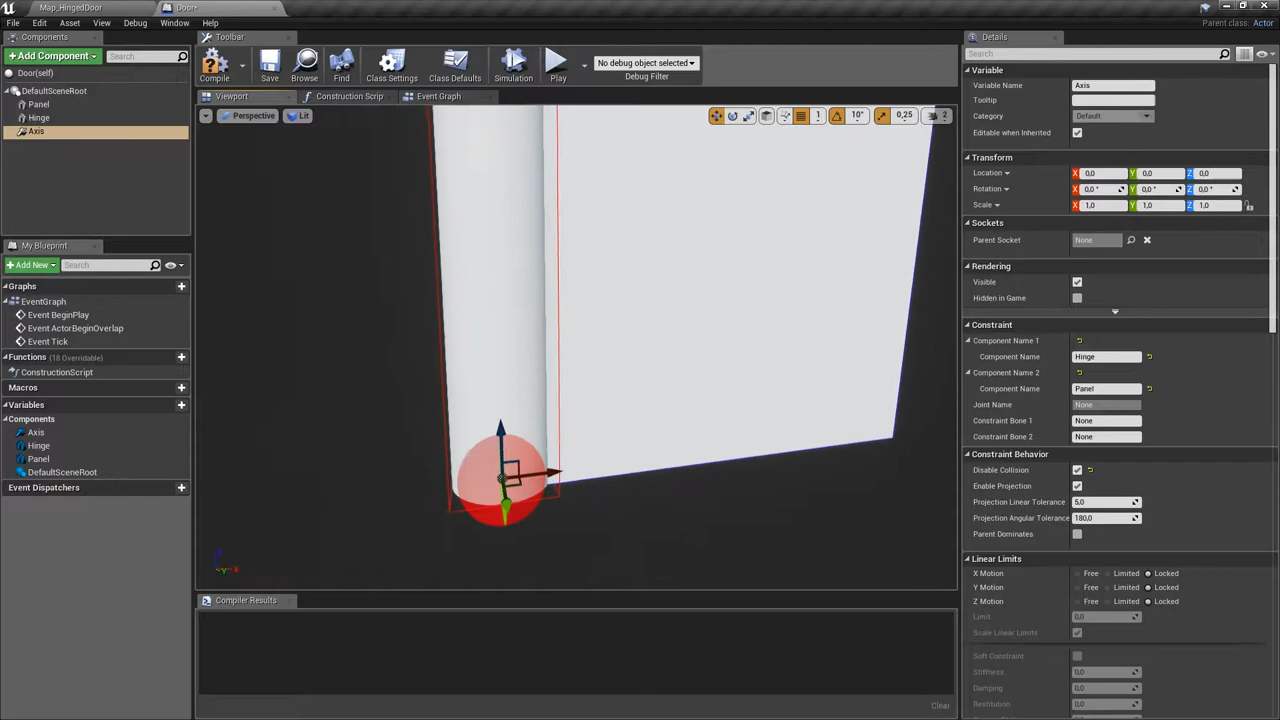 Map_HingedDoor
Door*
File
Edit
Asset
View
Debug
Window
Help
Parent class: Actor
Components
+ Add Component
Search
Door(self)
DefaultSceneRoot
Panel
Hinge
Axis
My Blueprint
+ Add New
Search
Graphs
EventGraph
Event BeginPlay
Event ActorBeginOverlap
Event Tick
Functions (18 Overridable)
ConstructionScript
Macros
Variables
Components
Axis
Hinge
Panel
DefaultSceneRoot
Event Dispatchers
Toolbar
Compile
Save
Browse
Find
Class Settings
Class Defaults
Simulation
Play
No debug object selected
Debug Filter
Viewport
Construction Scrip
Event Graph
Perspective
Lit
1
10°
0,25
2
Compiler Results
Clear
Details
Search
Variable
Variable Name Axis
Tooltip
Category Default
Editable when Inherited
Transform
Location X 0,0 Y 0,0 Z 0,0
Rotation X 0,0 ° Y 0,0 ° Z 0,0 °
Scale X 1,0 Y 1,0 Z 1,0
Sockets
Parent Socket None
Rendering
Visible
Hidden in Game
Constraint
Component Name 1
Component Name Hinge
Component Name 2
Component Name Panel
Joint Name None
Constraint Bone 1 None
Constraint Bone 2 None
Constraint Behavior
Disable Collision
Enable Projection
Projection Linear Tolerance 5,0
Projection Angular Tolerance 180,0
Parent Dominates
Linear Limits
X Motion Free Limited Locked
Y Motion Free Limited Locked
Z Motion Free Limited Locked
Limit 0,0
Scale Linear Limits
Soft Constraint
Stiffness 0,0
Damping 0,0
Restitution 0,0